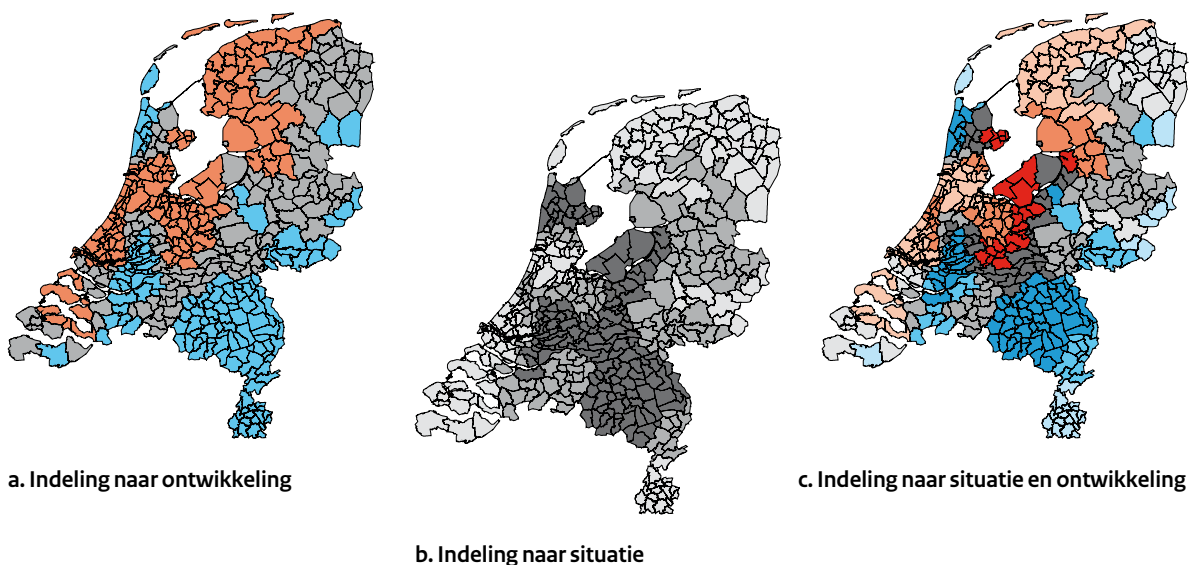 a. Indeling naar ontwikkeling
b. Indeling naar situatie
c. Indeling naar situatie en ontwikkeling